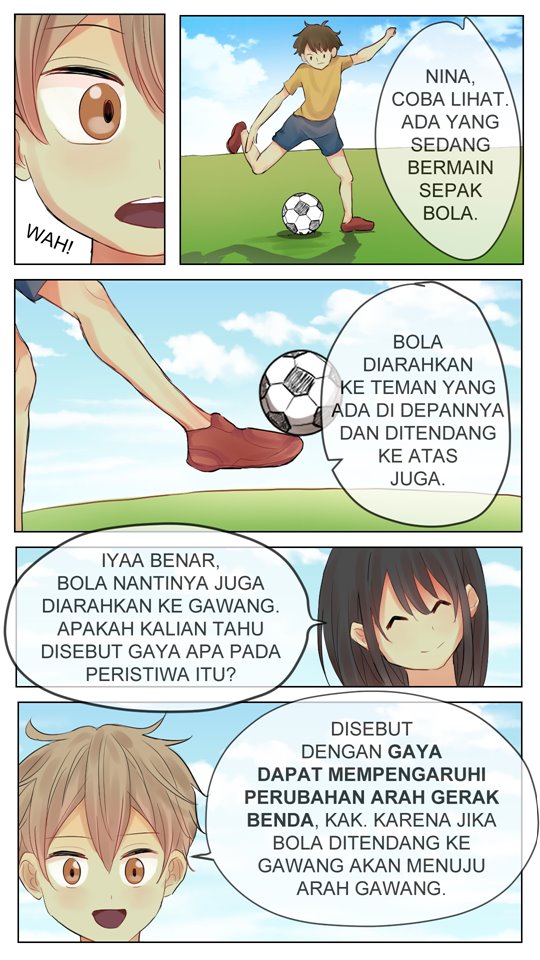 WAH!
NINA,
COBA LIHAT.
ADA YANG
SEDANG
BERMAIN
SEPAK
BOLA.
BOLA
DIARAHKAN
KE TEMAN YANG
ADA DI DEPANNYA
DAN DITENDANG
KE ATAS
JUGA.
IYAA BENAR,
BOLA NANTINYA JUGA
DIARAHKAN KE GAWANG.
APAKAH KALIAN TAHU
DISEBUT GAYA APA PADA
PERISTIWA ITU?
DISEBUT
DENGAN GAYA
DAPAT MEMPENGARUHI
PERUBAHAN ARAH GERAK
BENDA, KAK. KARENA JIKA
BOLA DITENDANG KE
GAWANG AKAN MENUJU
ARAH GAWANG.